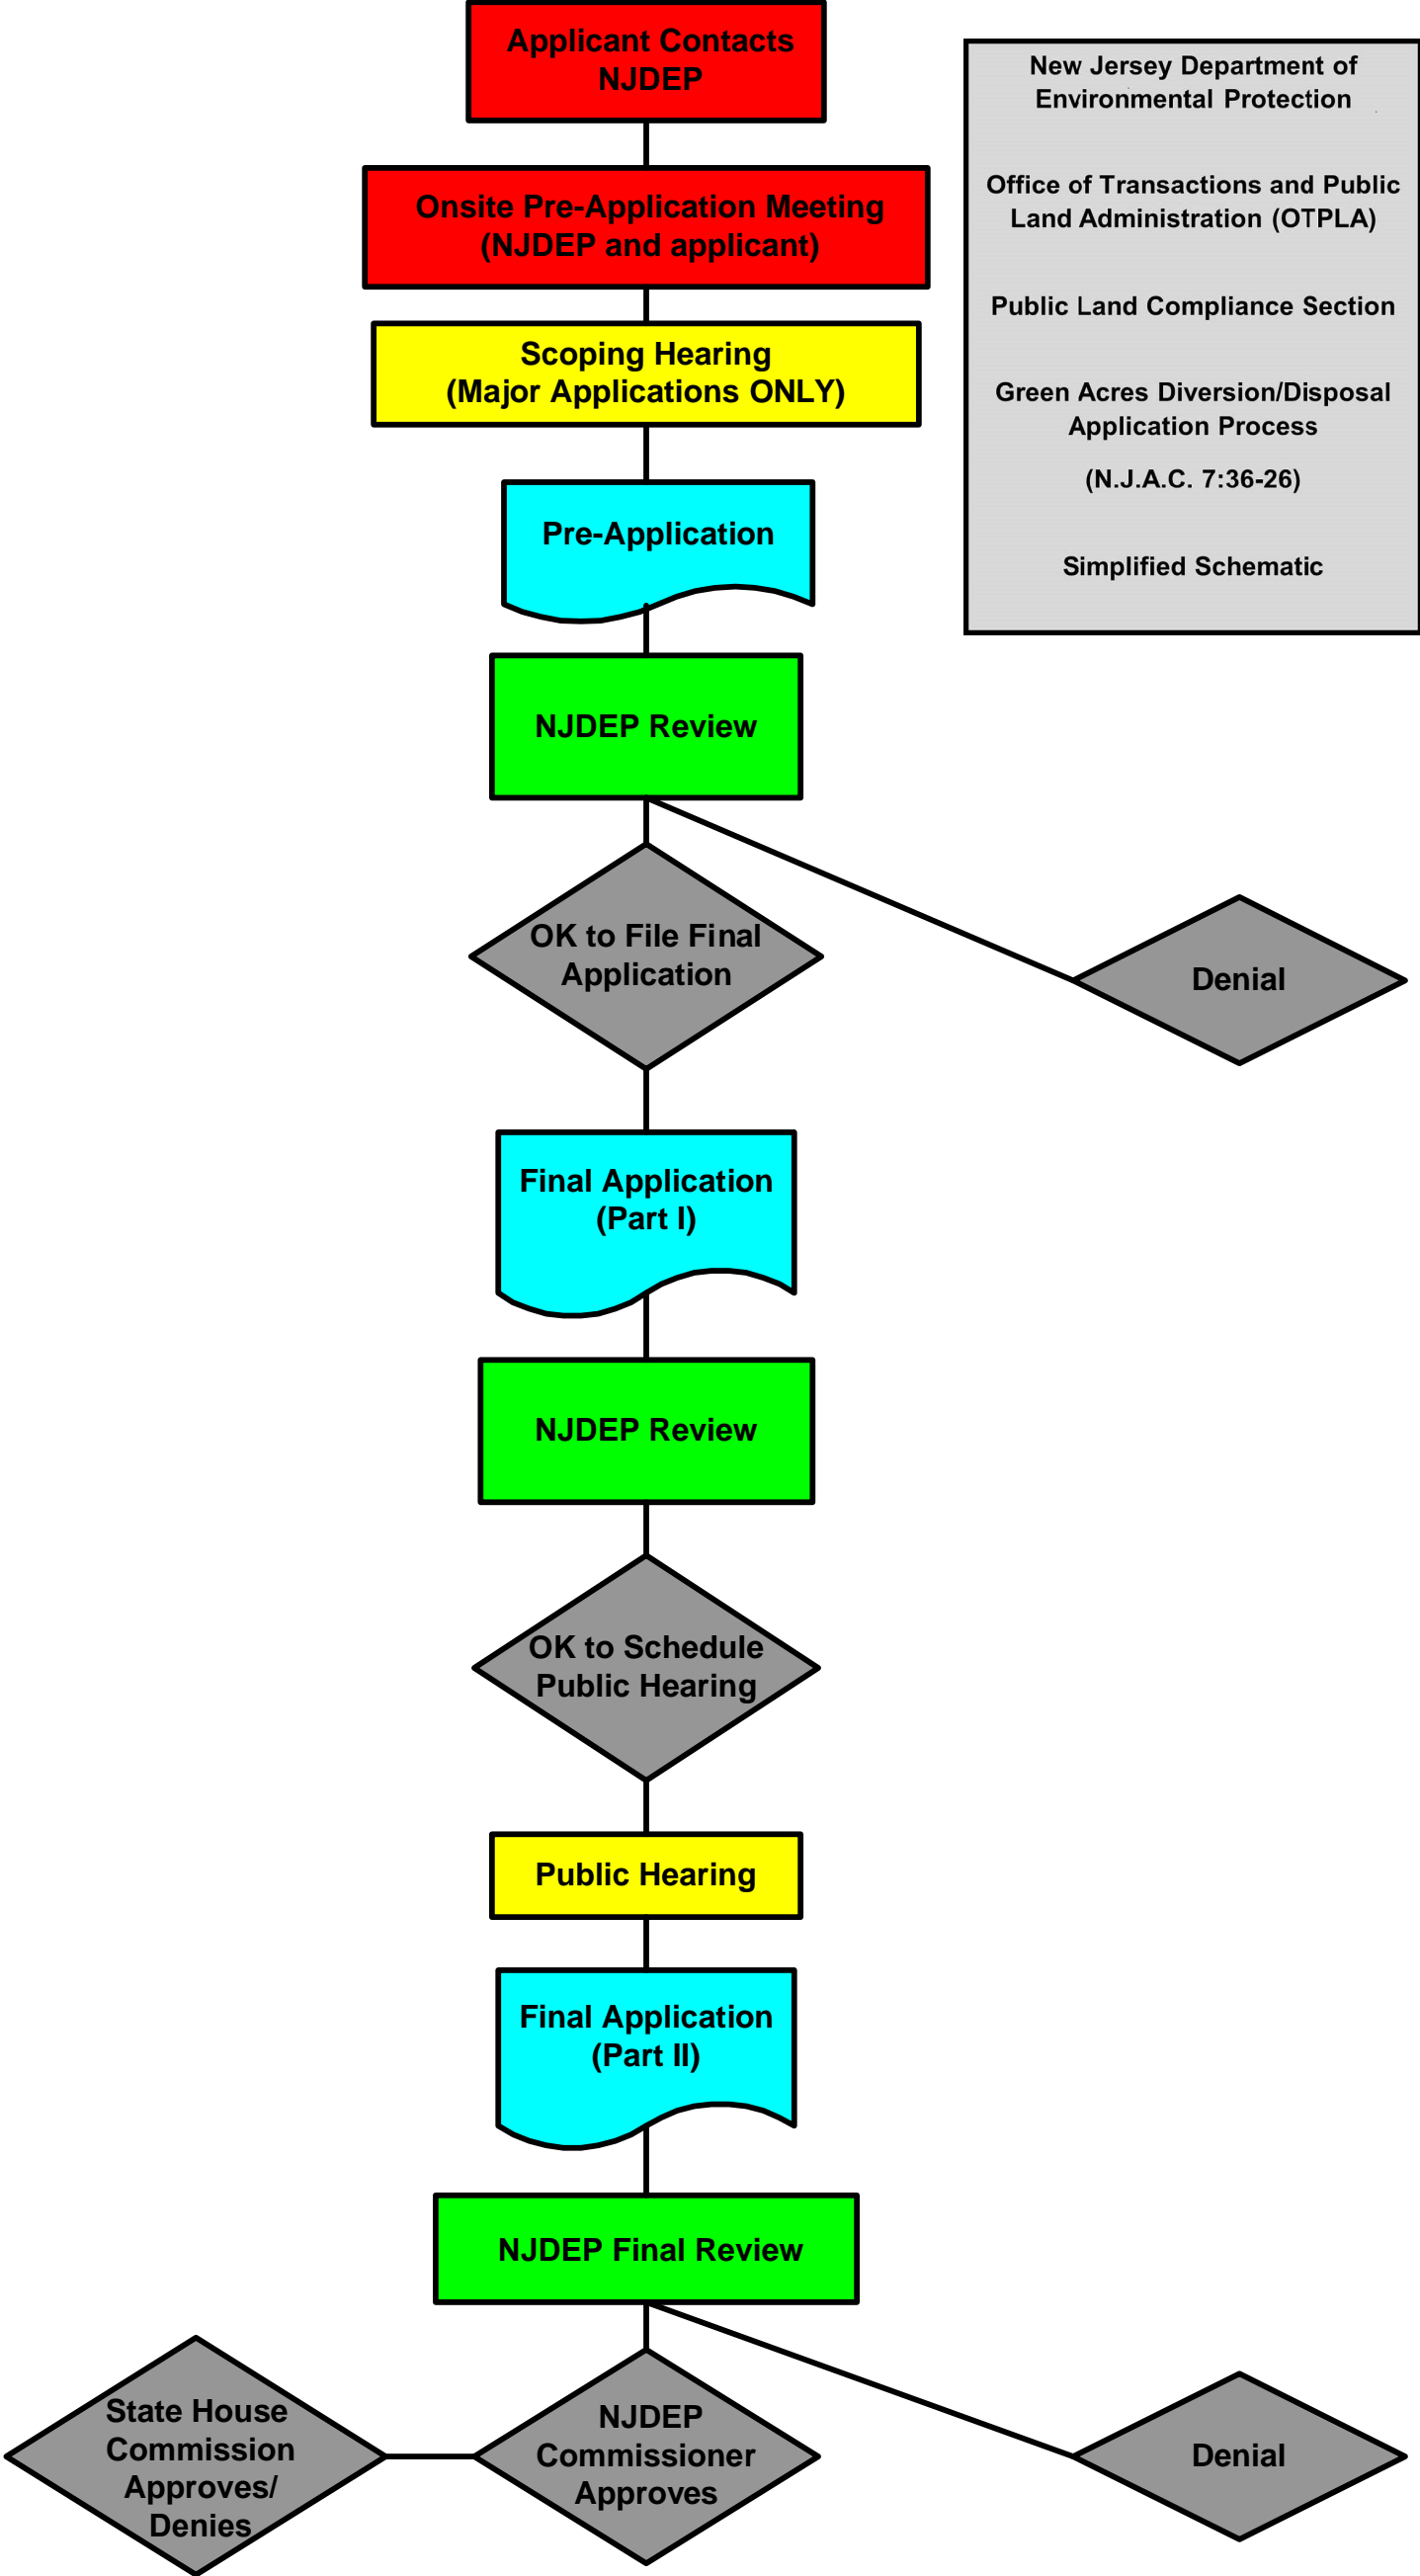 Applicant Contacts
NJDEP
New Jersey Department of
Environmental Protection
Office of Transactions and Public
Land Administration (OTPLA)
Public Land Compliance Section
Green Acres Diversion/Disposal
Application Process
(N.J.A.C. 7:36-26)
Simplified Schematic
Onsite Pre-Application Meeting
(NJDEP and applicant)
Scoping Hearing
(Major Applications ONLY)
Pre-Application
NJDEP Review
OK to File Final
Application
Denial
Final Application
(Part I)
NJDEP Review
OK to Schedule
Public Hearing
Public Hearing
Final Application
(Part II)
NJDEP Final Review
State House
Commission
Approves/
Denies
NJDEP
Commissioner
Approves
Denial